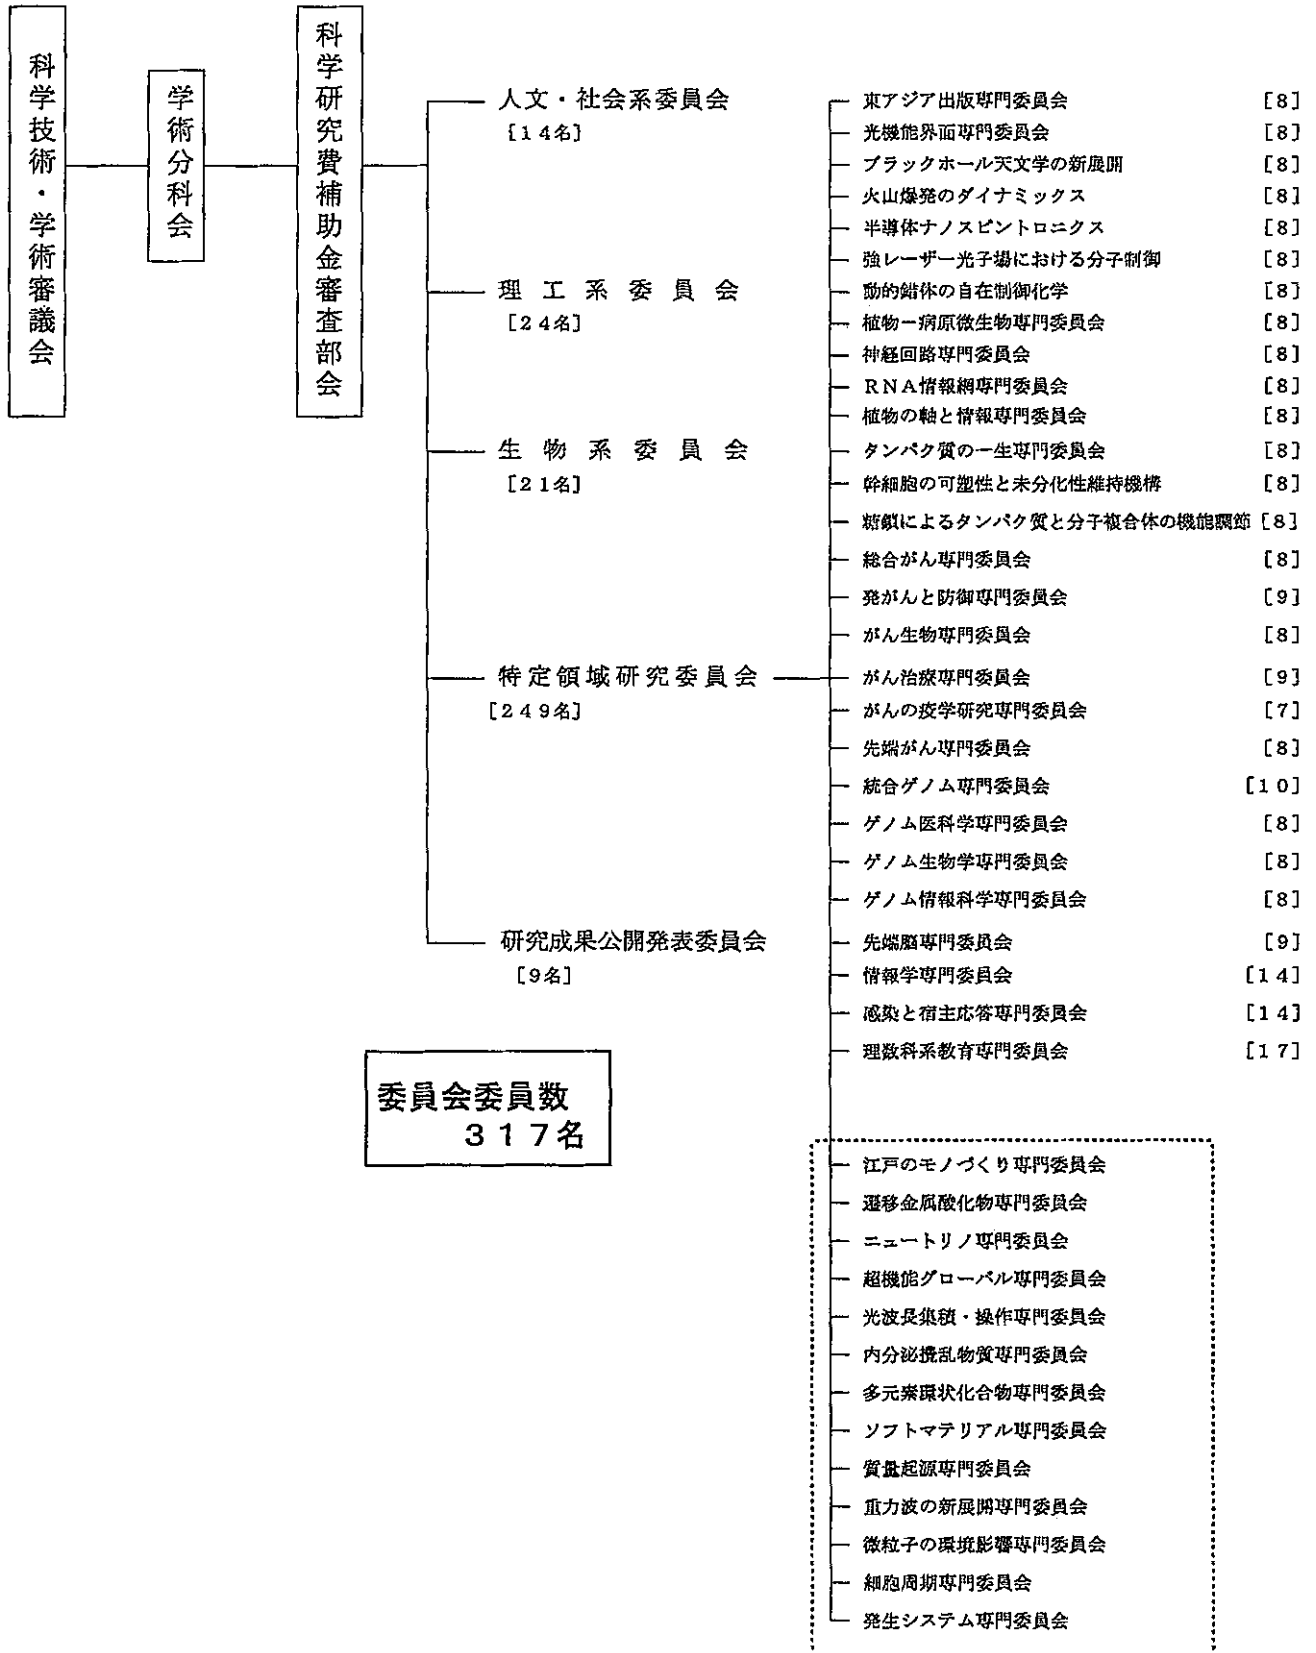 科学技術・学術審議会
学術分科会
科学研究費補助金審査部会
人文・社会系委員会
[14名]
理工系委員会
[24名]
生物系委員会
[21名]
特定領域研究委員会
[249名]
研究成果公開発表委員会
[9名]
委員会委員数
317名
東アジア出版専門委員会 [8]
光機能界面専門委員会 [8]
ブラックホール天文学の新展開 [8]
火山爆発のダイナミックス [8]
半導体ナノスピントロニクス [8]
強レーザー光子場における分子制御 [8]
動的錯体の自在制御化学 [8]
植物ー病原微生物専門委員会 [8]
神経回路専門委員会 [8]
RNA情報網専門委員会 [8]
植物の軸と情報専門委員会 [8]
タンパク質の一生専門委員会 [8]
幹細胞の可塑性と未分化性維持機構 [8]
糖鎖によるタンパク質と分子複合体の機能調節 [8]
総合がん専門委員会 [8]
発がんと防御専門委員会 [9]
がん生物専門委員会 [8]
がん治療専門委員会 [9]
がんの疫学研究専門委員会 [7]
先端がん専門委員会 [8]
統合ゲノム専門委員会 [10]
ゲノム医科学専門委員会 [8]
ゲノム生物学専門委員会 [8]
ゲノム情報科学専門委員会 [8]
先端脳専門委員会 [9]
情報学専門委員会 [14]
感染と宿主応答専門委員会 [14]
理数科系教育専門委員会 [17]
江戸のモノづくり専門委員会
遷移金属酸化物専門委員会
ニュートリノ専門委員会
超機能グローバル専門委員会
光波長集積・操作専門委員会
内分泌攪乱物質専門委員会
多元素環状化合物専門委員会
ソフトマテリアル専門委員会
質量起源専門委員会
重力波の新展開専門委員会
微粒子の環境影響専門委員会
細胞周期専門委員会
発生システム専門委員会